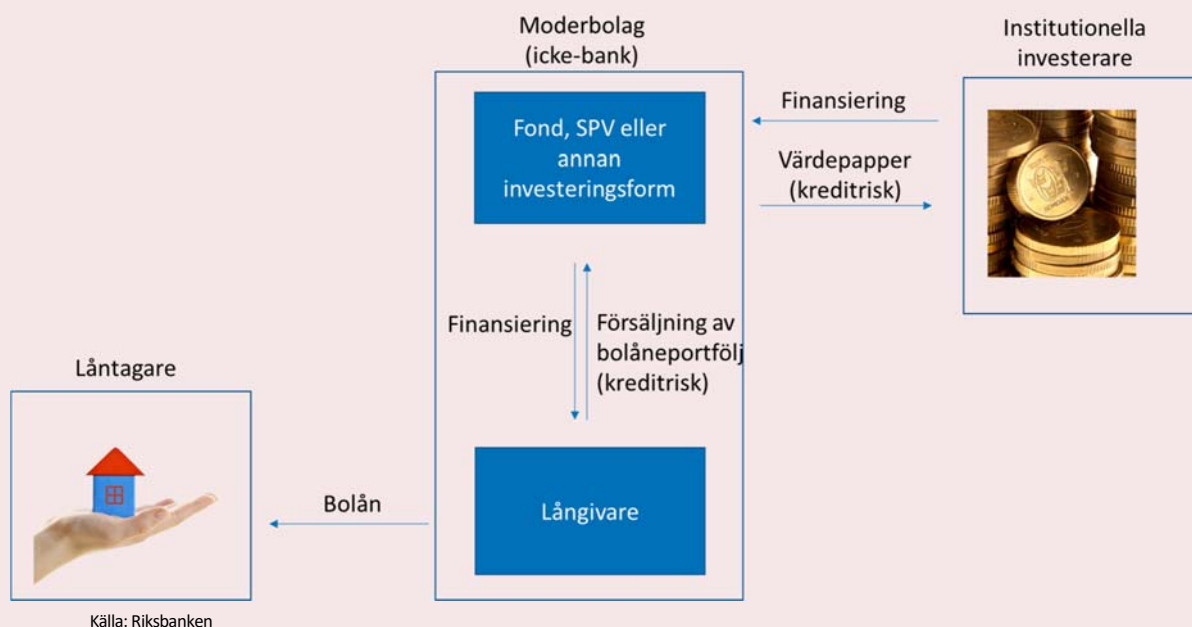 Moderbolag
(icke-bank)
Institutionella
investerare
Fond, SPV eller
annan
investeringsform
Finansiering
Värdepapper
(kreditrisk)
Finansiering
Försäljning av
bolåneportfölj
(kreditrisk)
Låntagare
Bolån
Långivare
Källa: Riksbanken